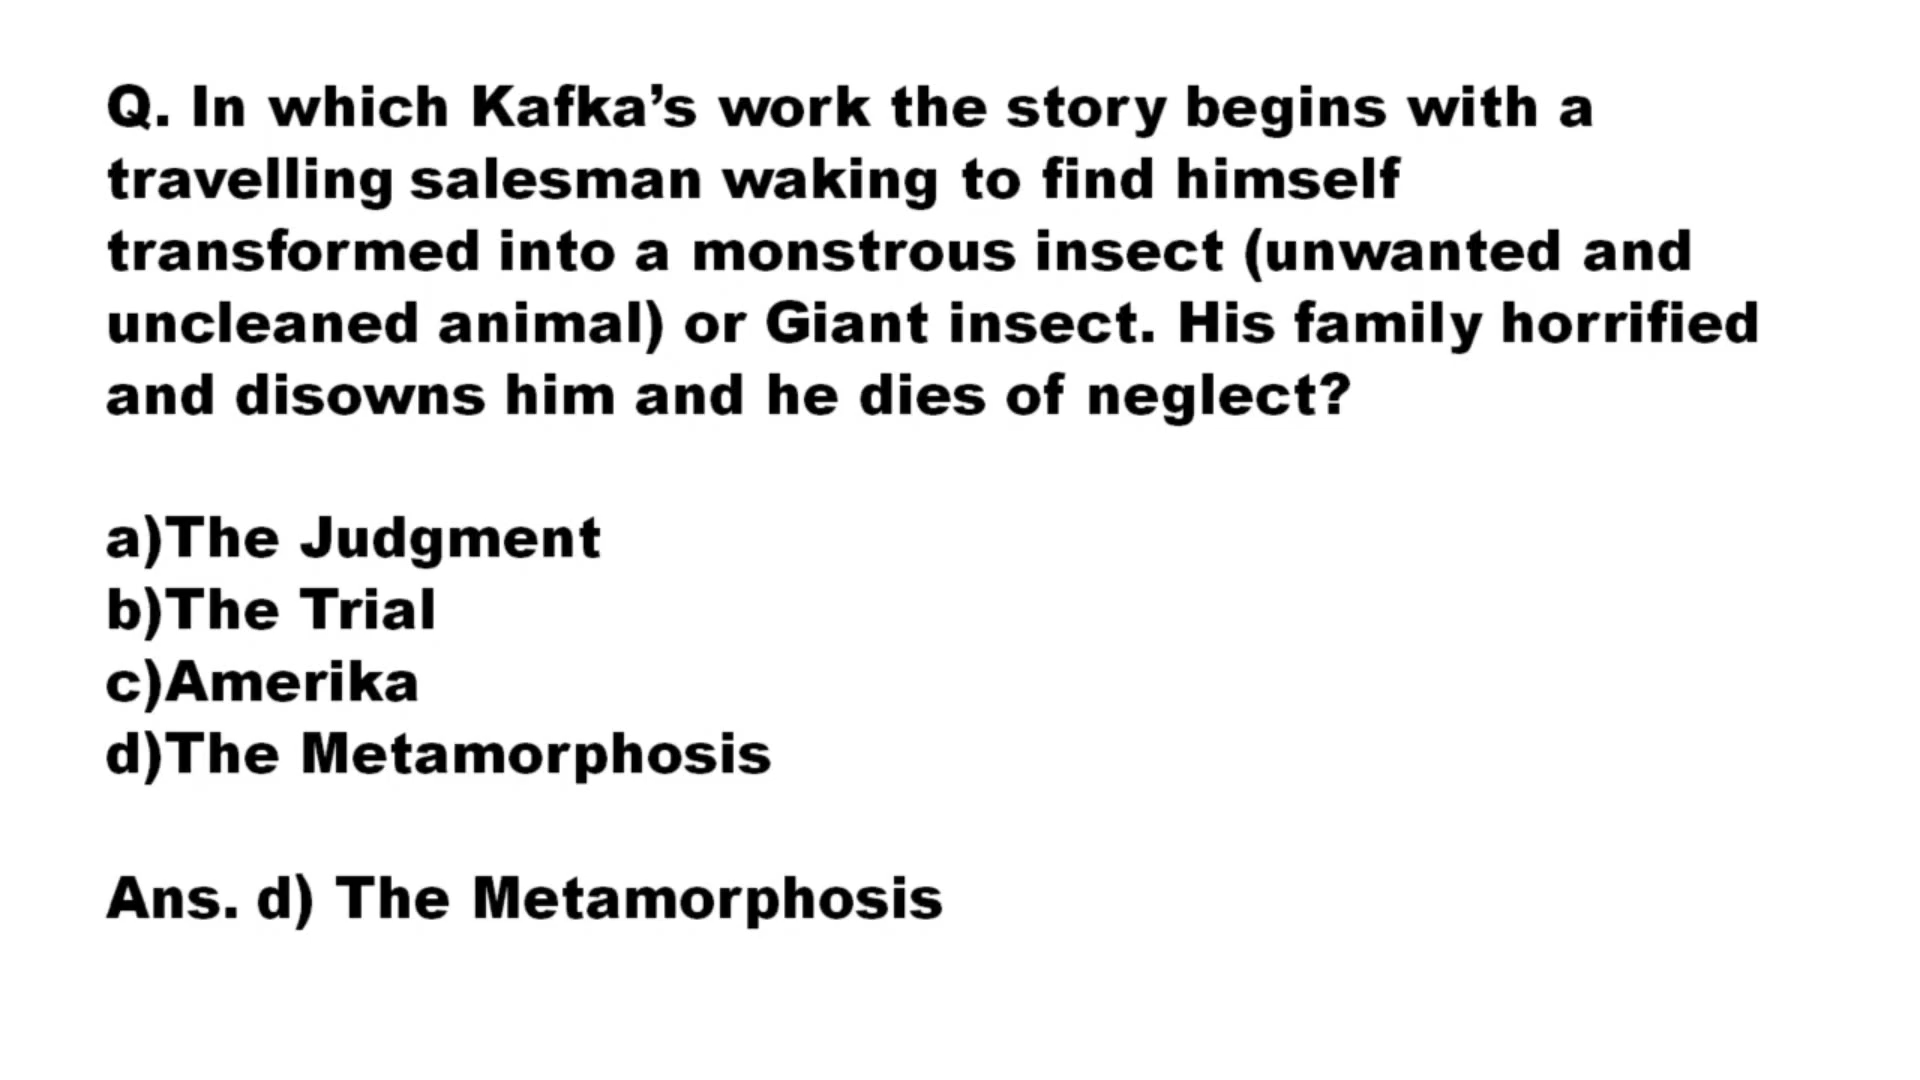 Q. In which Kafka’s work the story begins with a
travelling salesman waking to find himself
transformed into a monstrous insect (unwanted and
uncleaned animal) or Giant insect. His family horrified
and disowns him and he dies of neglect?
a)The Judgment
b)The Trial
c)Amerika
d)The Metamorphosis
Ans. d) The Metamorphosis